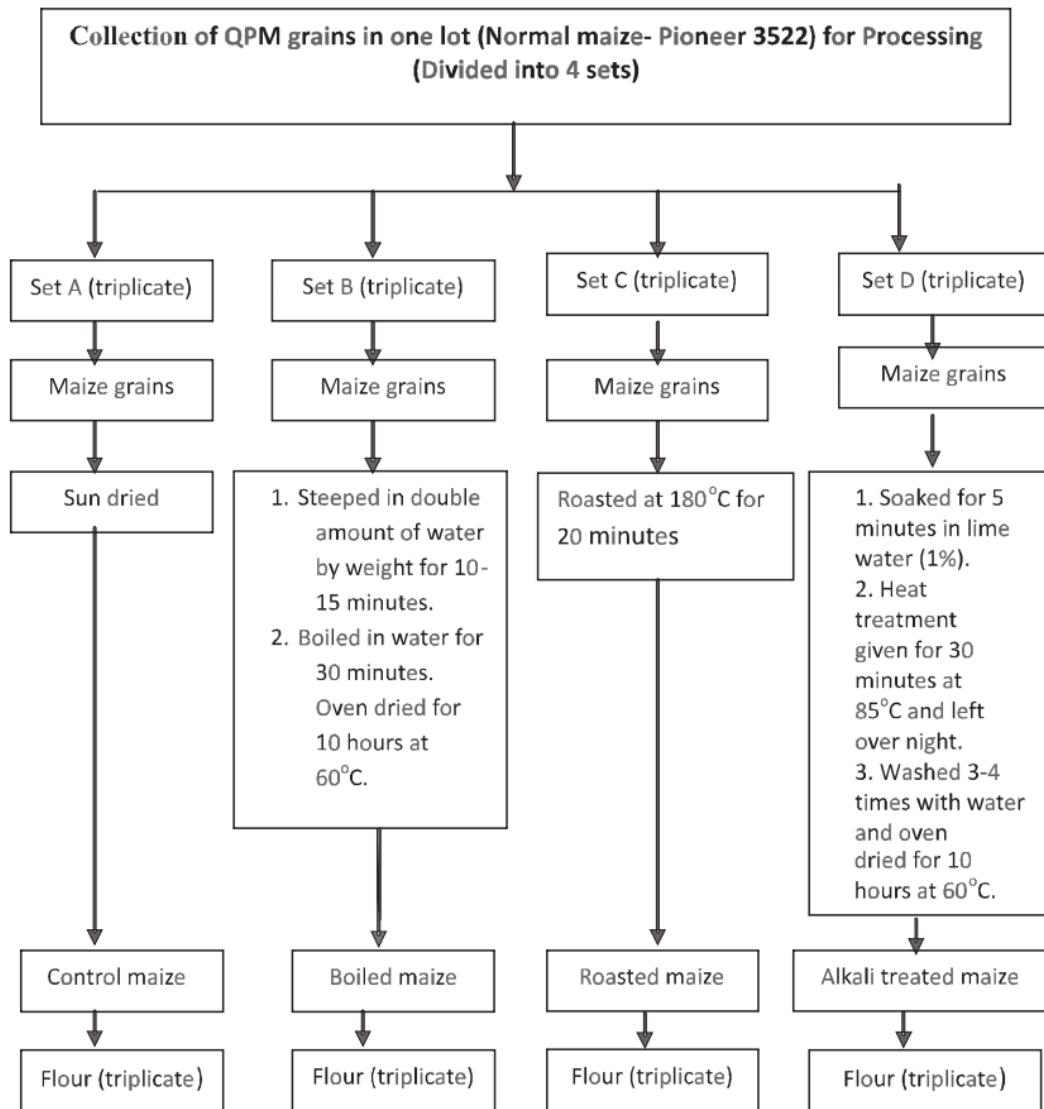 Collection of QPM grains in one lot (Normal maize- Pioneer 3522) for Processing
(Divided into 4 sets)
Set A (triplicate)
Maize grains
Sun dried
Control maize
Flour (triplicate)
Set B (triplicate)
Maize grains
1. Steeped in double
amount of water
by weight for 10-
15 minutes.
2. Boiled in water for
30 minutes.
Oven dried for
10 hours at
60°C.
Boiled maize
Flour (triplicate)
Set C (triplicate)
Maize grains
Roasted at 180°C for
20 minutes
Roasted maize
Flour (triplicate)
Set D (triplicate)
Maize grains
1. Soaked for 5
minutes in lime
water (1%).
2. Heat
treatment
given for 30
minutes at
85°C and left
over night.
3. Washed 3-4
times with water
and oven
dried for 10
hours at 60°C.
Alkali treated maize
Flour (triplicate)